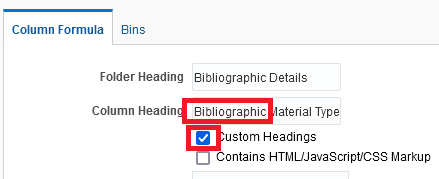 Column Formula Bins
Folder Heading Bibliographic Details
Column Heading Bibliographic Material Type
Custom Headings
Contains HTML/JavaScript/CSS Markup